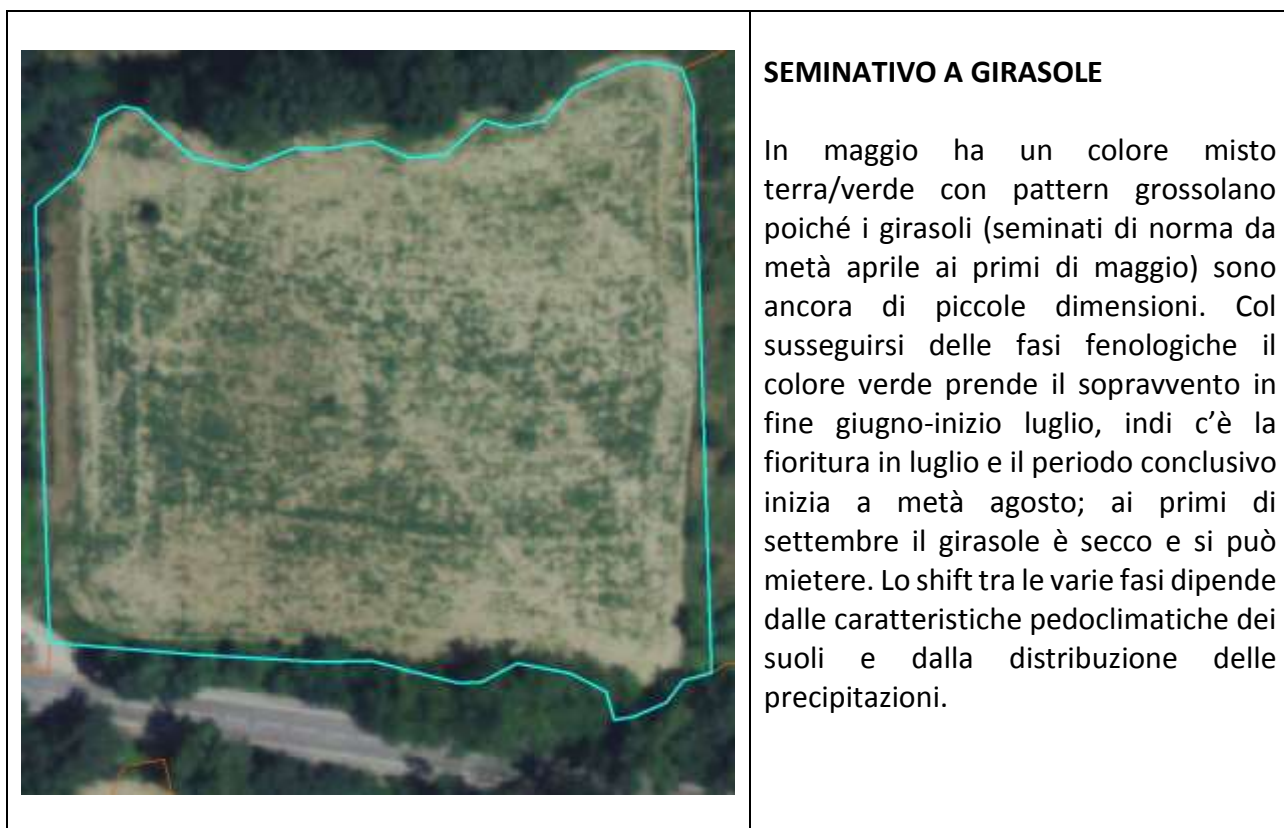 SEMINATIVO A GIRASOLE
In maggio ha un colore misto
terra/verde con pattern grossolano
poiché i girasoli (seminati di norma da
metà aprile ai primi di maggio) sono
ancora di piccole dimensioni. Col
susseguirsi delle fasi fenologiche il
colore verde prende il sopravvento in
fine giugno-inizio luglio, indi c’è la
fioritura in luglio e il periodo conclusivo
inizia a metà agosto; ai primi di
settembre il girasole è secco e si può
mietere. Lo shift tra le varie fasi dipende
dalle caratteristiche pedoclimatiche dei
suoli e dalla distribuzione delle
precipitazioni.